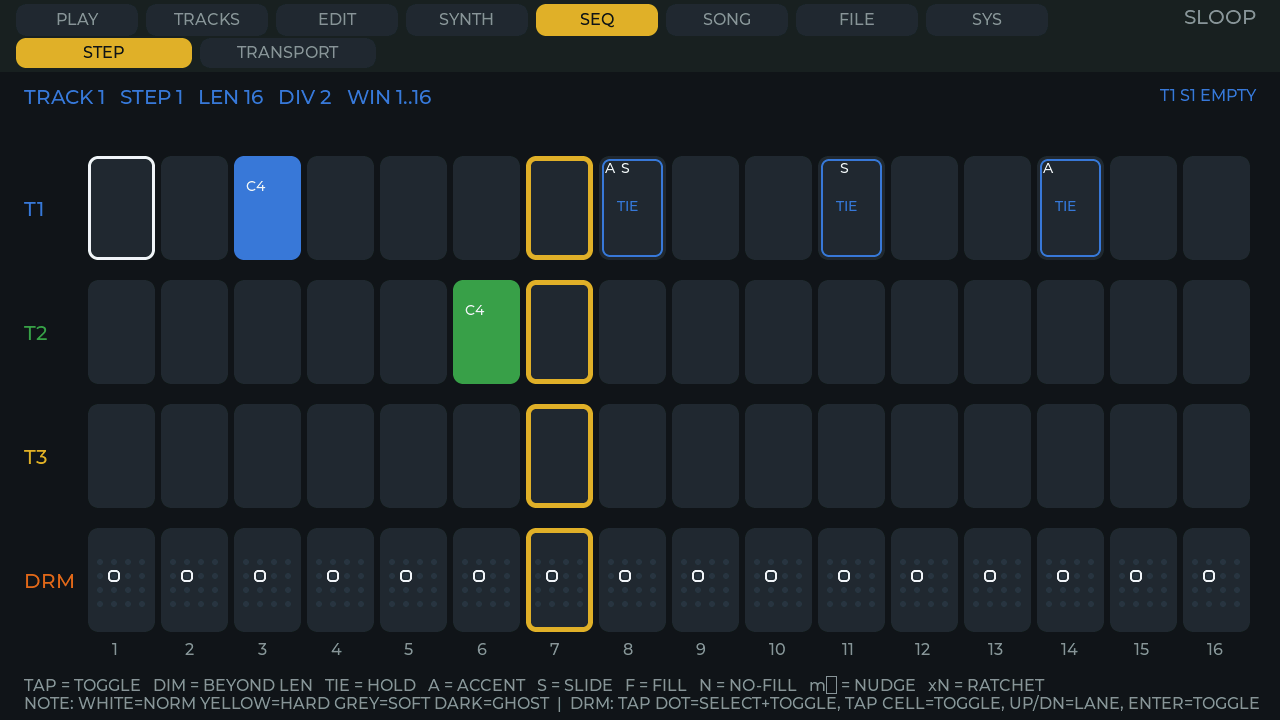 PLAY TRACKS EDIT SYNTH SEQ SONG FILE SYS SLOOP
STEP TRANSPORT
TRACK 1 STEP 1 LEN 16 DIV 2 WIN 1..16 T1 S1 EMPTY
A S S A
T1 C4 TIE TIE TIE
C4
T2
T3
DRM
1 2 3 4 5 6 7 8 9 10 11 12 13 14 15 16
TAP = TOGGLE DIM = BEYOND LEN TIE = HOLD A = ACCENT S = SLIDE F = FILL N = NO-FILL m□ = NUDGE xN = RATCHET
NOTE: WHITE=NORM YELLOW=HARD GREY=SOFT DARK=GHOST | DRM: TAP DOT=SELECT+TOGGLE, TAP CELL=TOGGLE, UP/DN=LANE, ENTER=TOGGLE